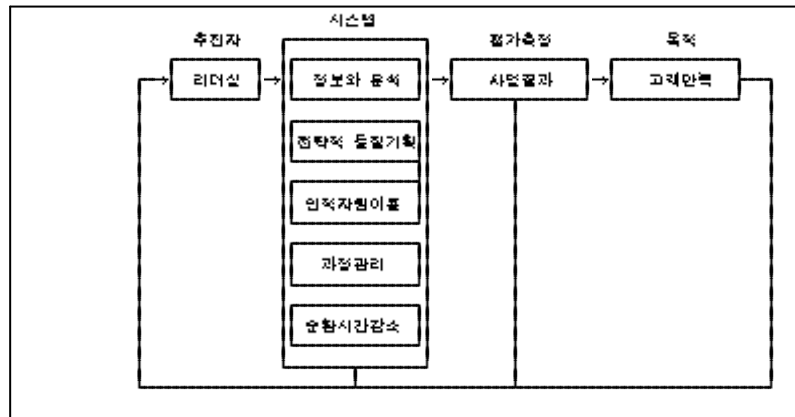 시스템
추진자
평가측정
목적
리더십
정보와 분석
사업결과
고객만족
전략적 품질기획
인적자원이용
과정관리
순환시간감소